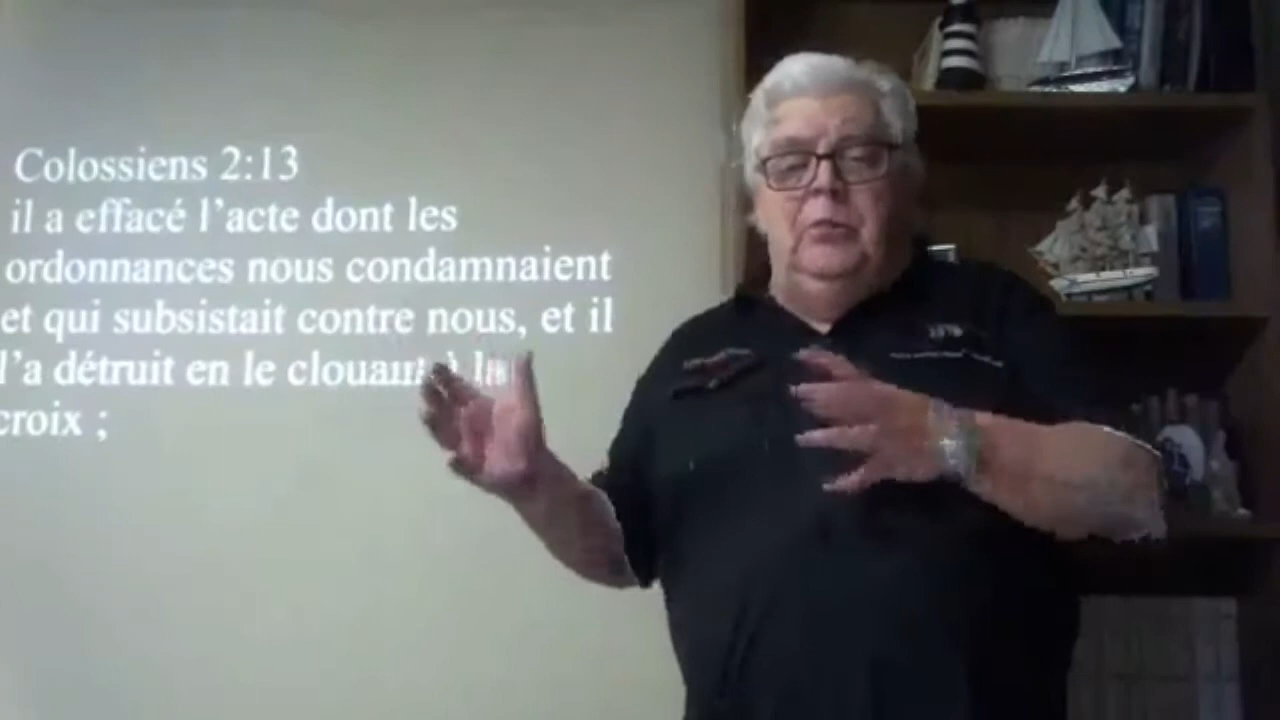 Colossiens 2:13
il a effacé l'acte dont les
ordonnances nous condamnaient
et qui subsistait contre nous, et il
l'a détruit en le clouant à la
croix ;